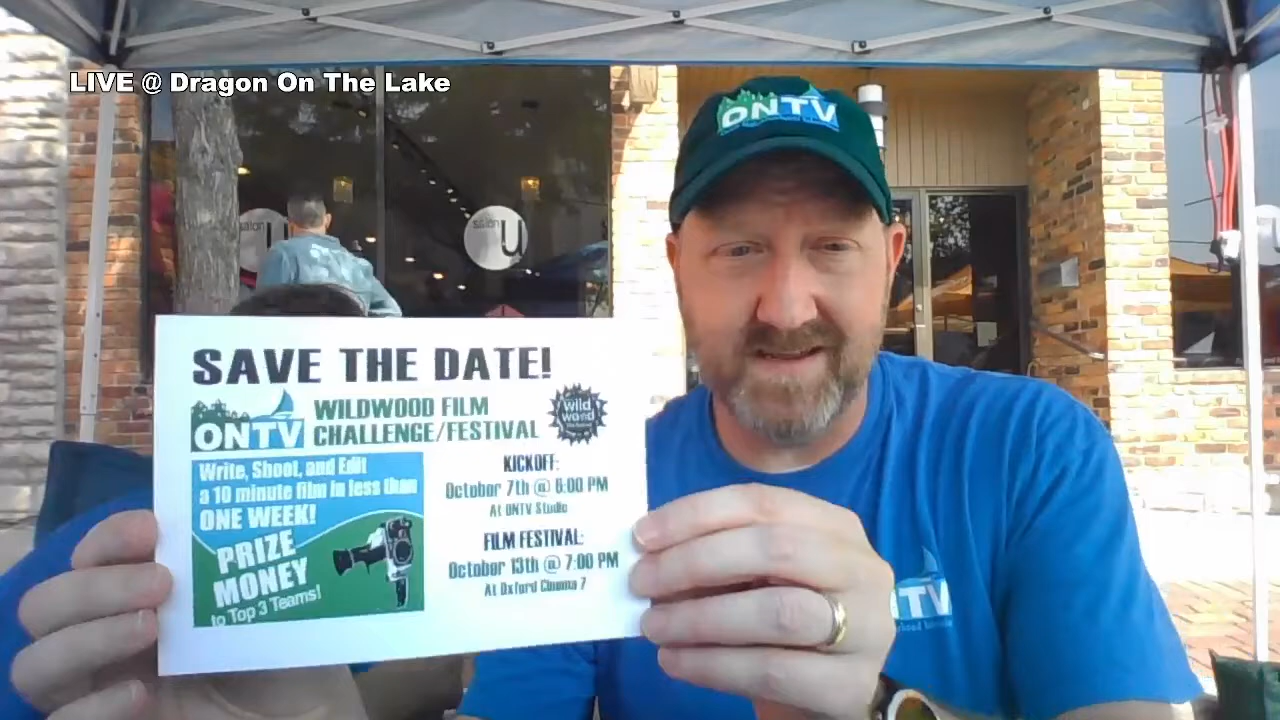 LIVE @ Dragon On The Lake
ONTV
salon U
salon U
SAVE THE DATE!
ONTV
WILDWOOD FILM
CHALLENGE/FESTIVAL
wild
wood
Write, Shoot, and Edit
a 10 minute film in less than
ONE WEEK!
PRIZE
MONEY
to Top 3 Teams!
KICKOFF:
October 7th @ 6:00 PM
At ONTV Studio
FILM FESTIVAL:
October 13th @ 7:00 PM
At Oxford Cinema 7
NTV